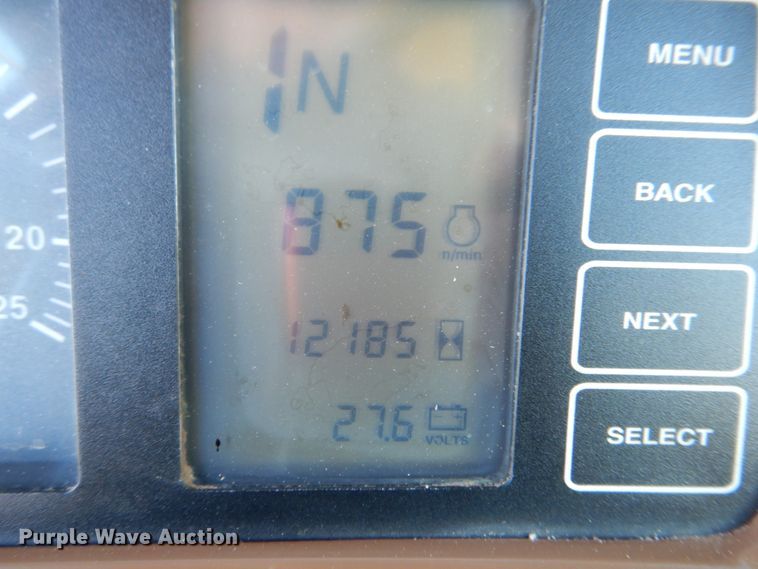 1N
MENU
875
n/min
BACK
20
25
12185
NEXT
27.6
VOLTS
SELECT
Purple Wave Auction